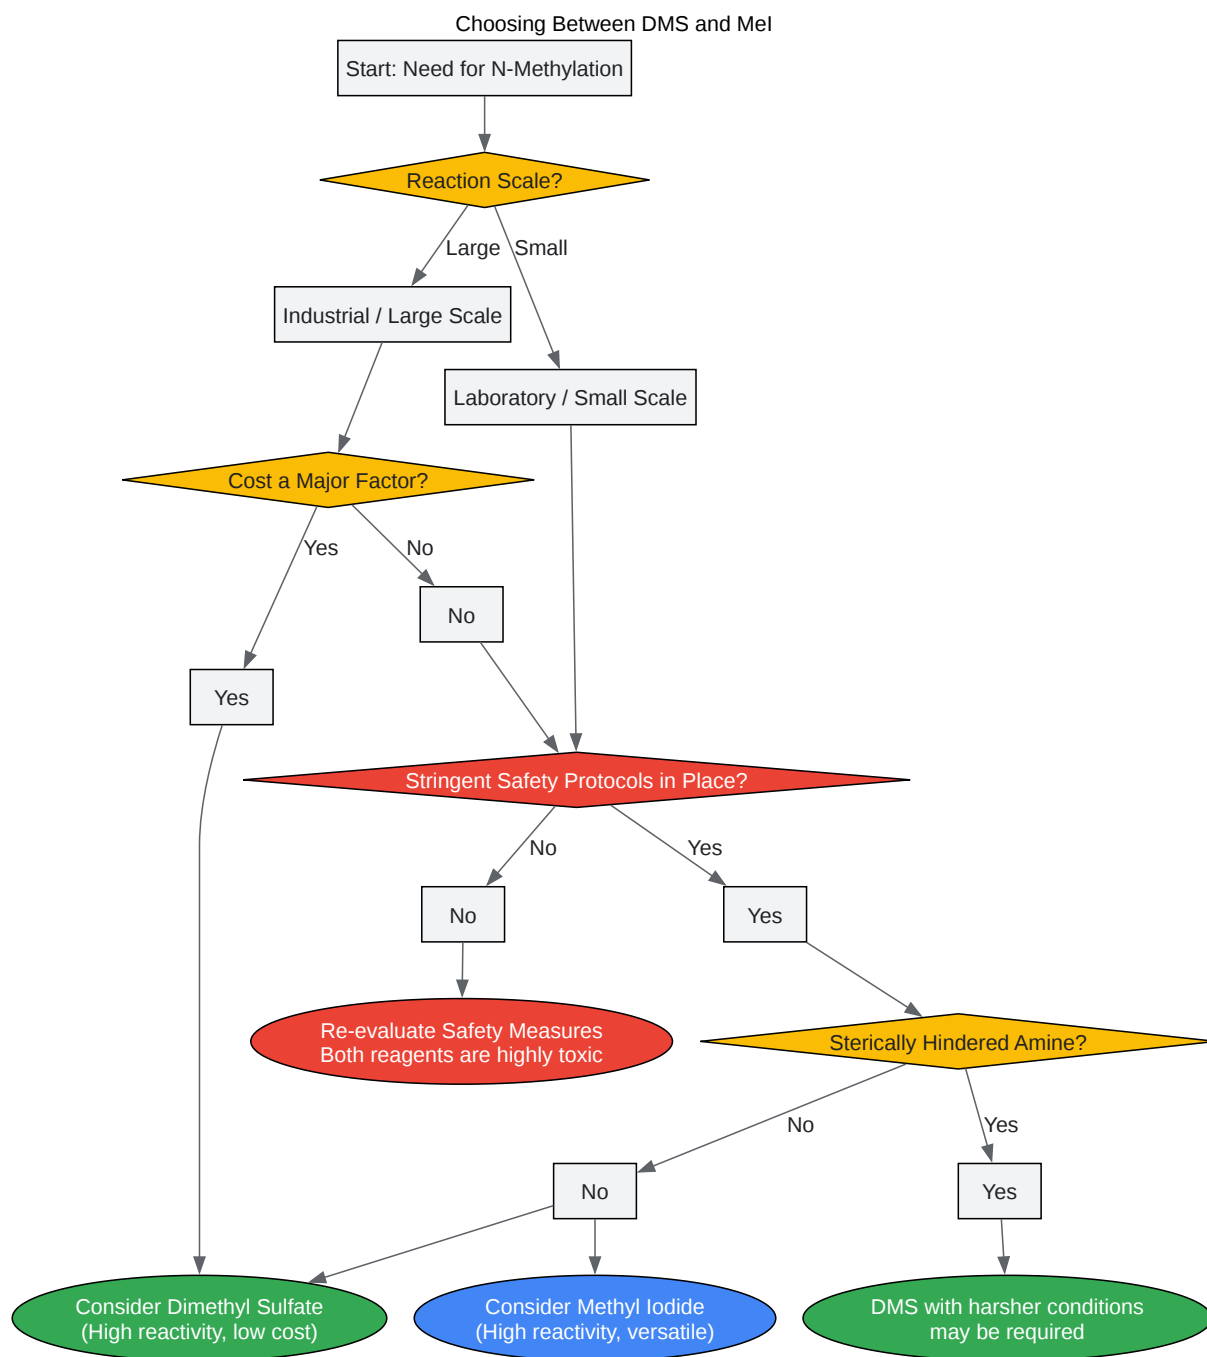 Choosing Between DMS and MeI
Start: Need for N-Methylation
Reaction Scale?
Large
Small
Industrial / Large Scale
Laboratory / Small Scale
Cost a Major Factor?
Yes
No
No
Yes
Stringent Safety Protocols in Place?
No
Yes
No
Yes
Re-evaluate Safety Measures
Both reagents are highly toxic
Sterically Hindered Amine?
No
Yes
No
Yes
Consider Dimethyl Sulfate
(High reactivity, low cost)
Consider Methyl Iodide
(High reactivity, versatile)
DMS with harsher conditions
may be required